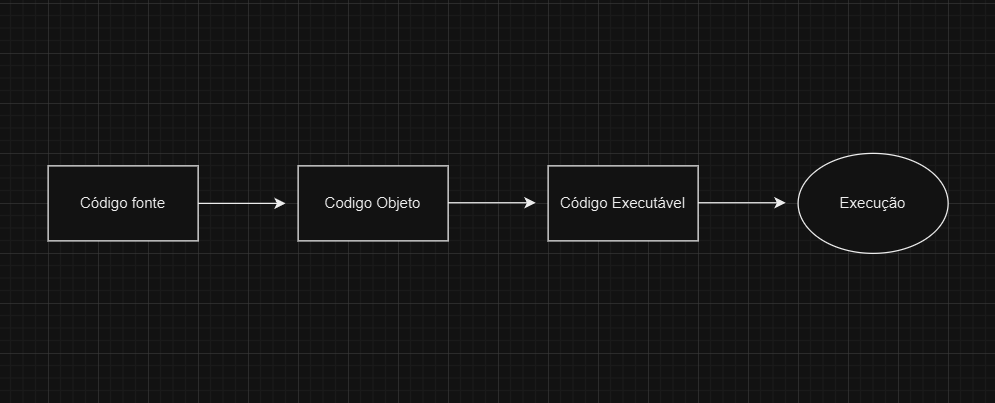 Código fonte
Codigo Objeto
Código Executável
Execução